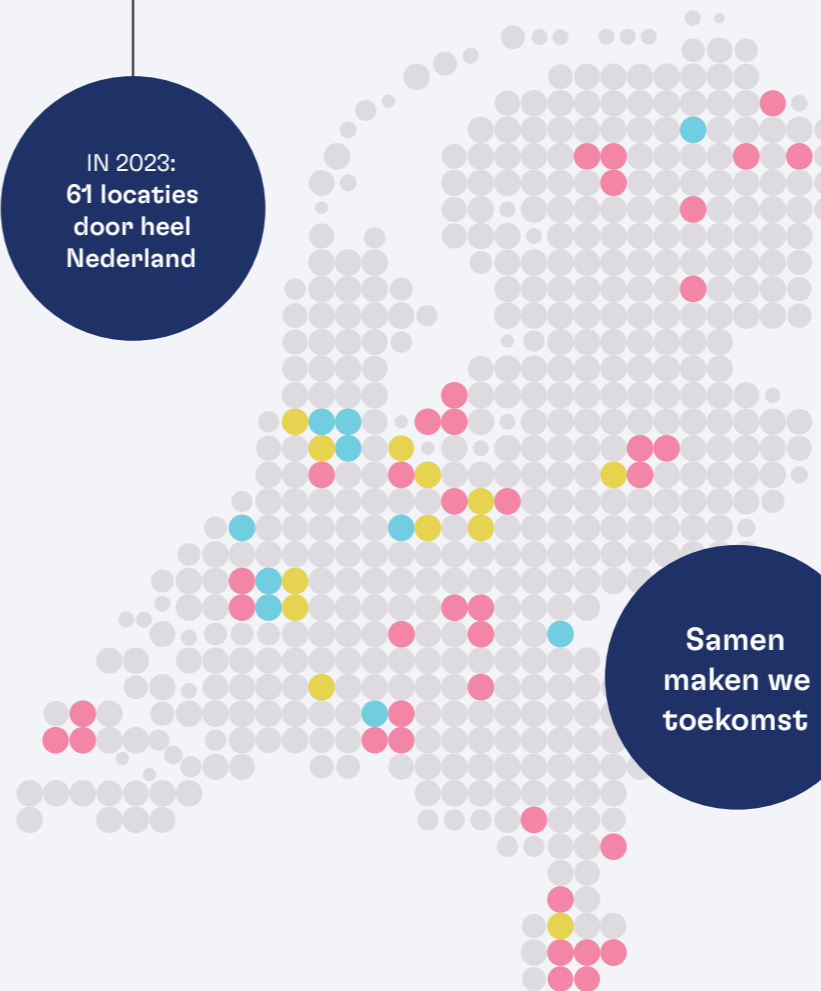 IN 2023:
61 locaties
door heel
Nederland
Samen
maken we
toekomst